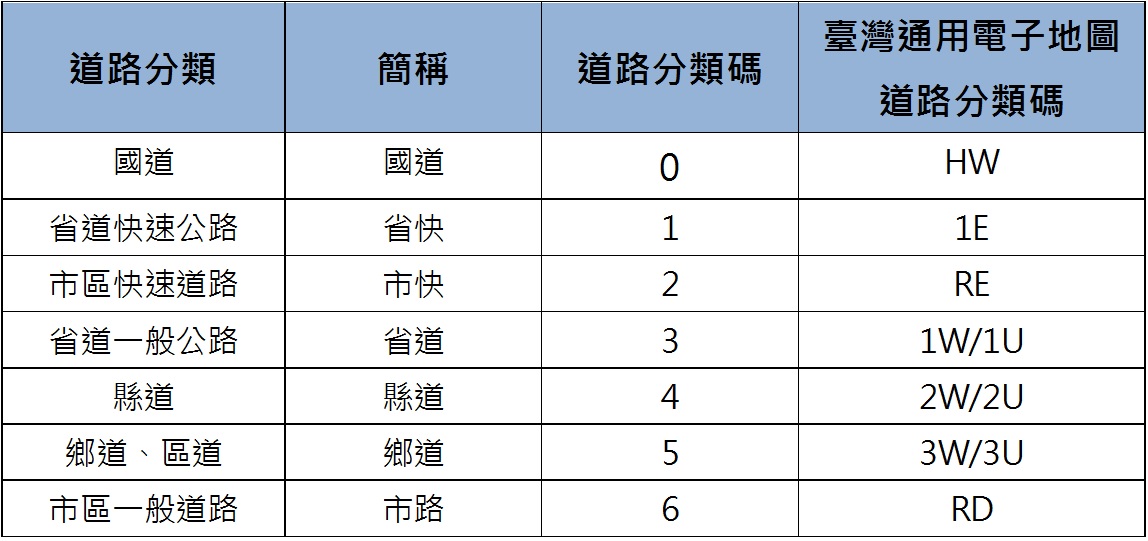 道路分類 簡稱 道路分類碼 臺灣通用電子地圖
道路分類碼
國道 國道 0 HW
省道快速公路 省快 1 1E
市區快速道路 市快 2 RE
省道一般公路 省道 3 1W/1U
縣道 縣道 4 2W/2U
鄉道、區道 鄉道 5 3W/3U
市區一般道路 市路 6 RD